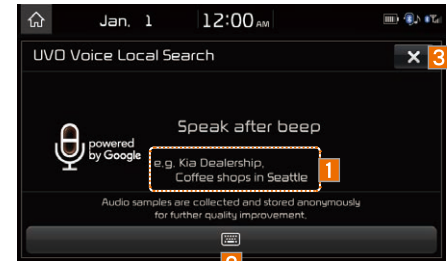 Jan. 1 12:00 AM
UVO Voice Local Search
3
Speak after beep
powered
by Google
e.g. Kia Dealership,
Coffee shops in Seattle
1
Audio samples are collected and stored anonymously
for further quality improvement.